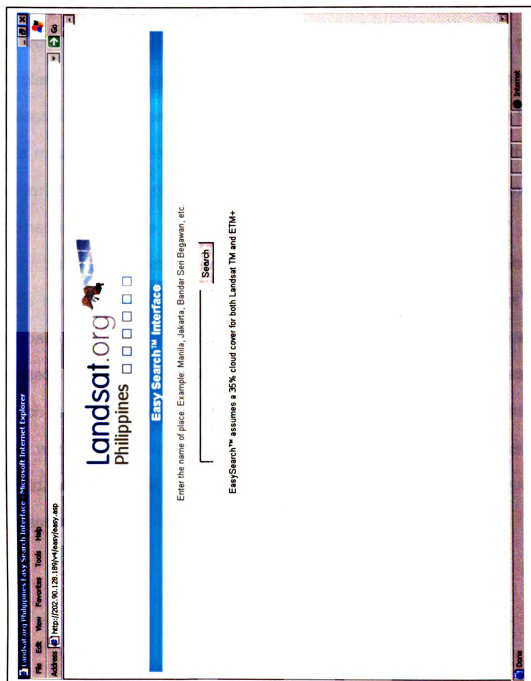 Landsat.org Philippines Easy Search Interface - Microsoft Internet Explorer
File Edit View Favorites Tools Help
Address http://202.90.128.189/v4/easy/easy.asp Go
Landsat.org
Philippines
Easy Search™ Interface
Enter the name of place. Example: Manila, Jakarta, Bandar Seri Begawan, etc.
Search
EasySearch™ assumes a 35% cloud cover for both Landsat TM and ETM+
Done Internet